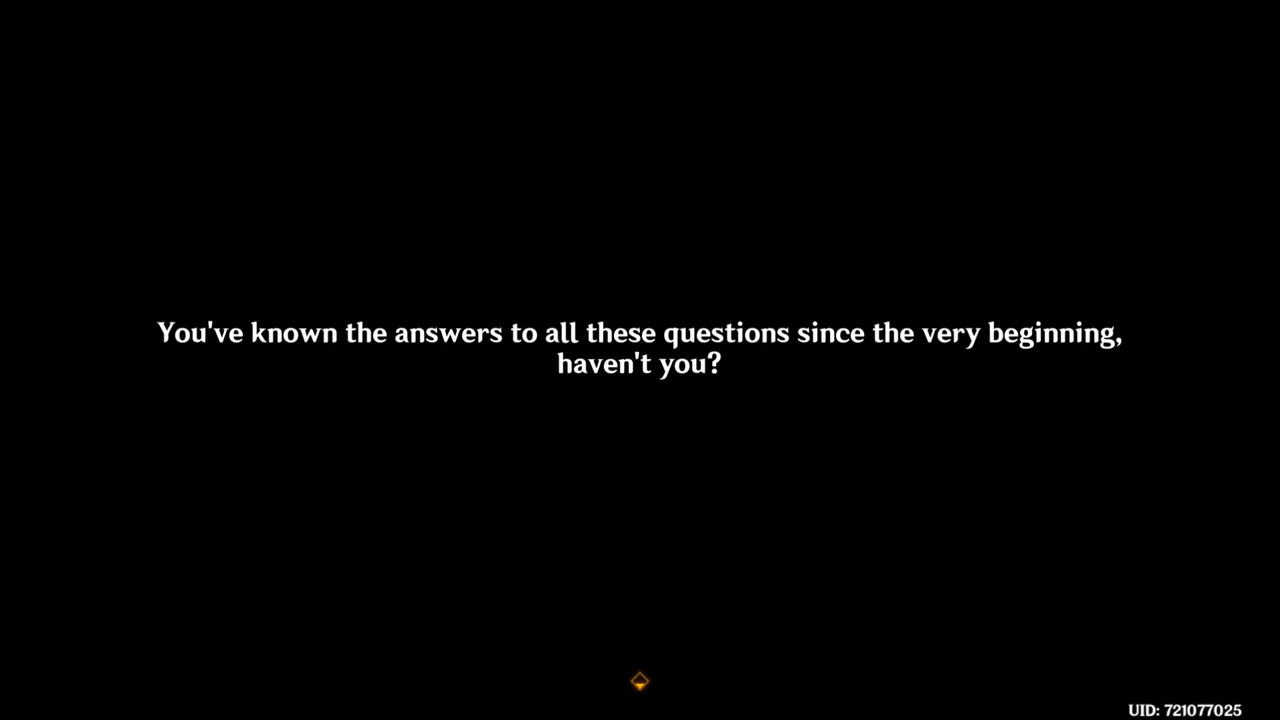 You've known the answers to all these questions since the very beginning,
haven't you?
UID: 721077025